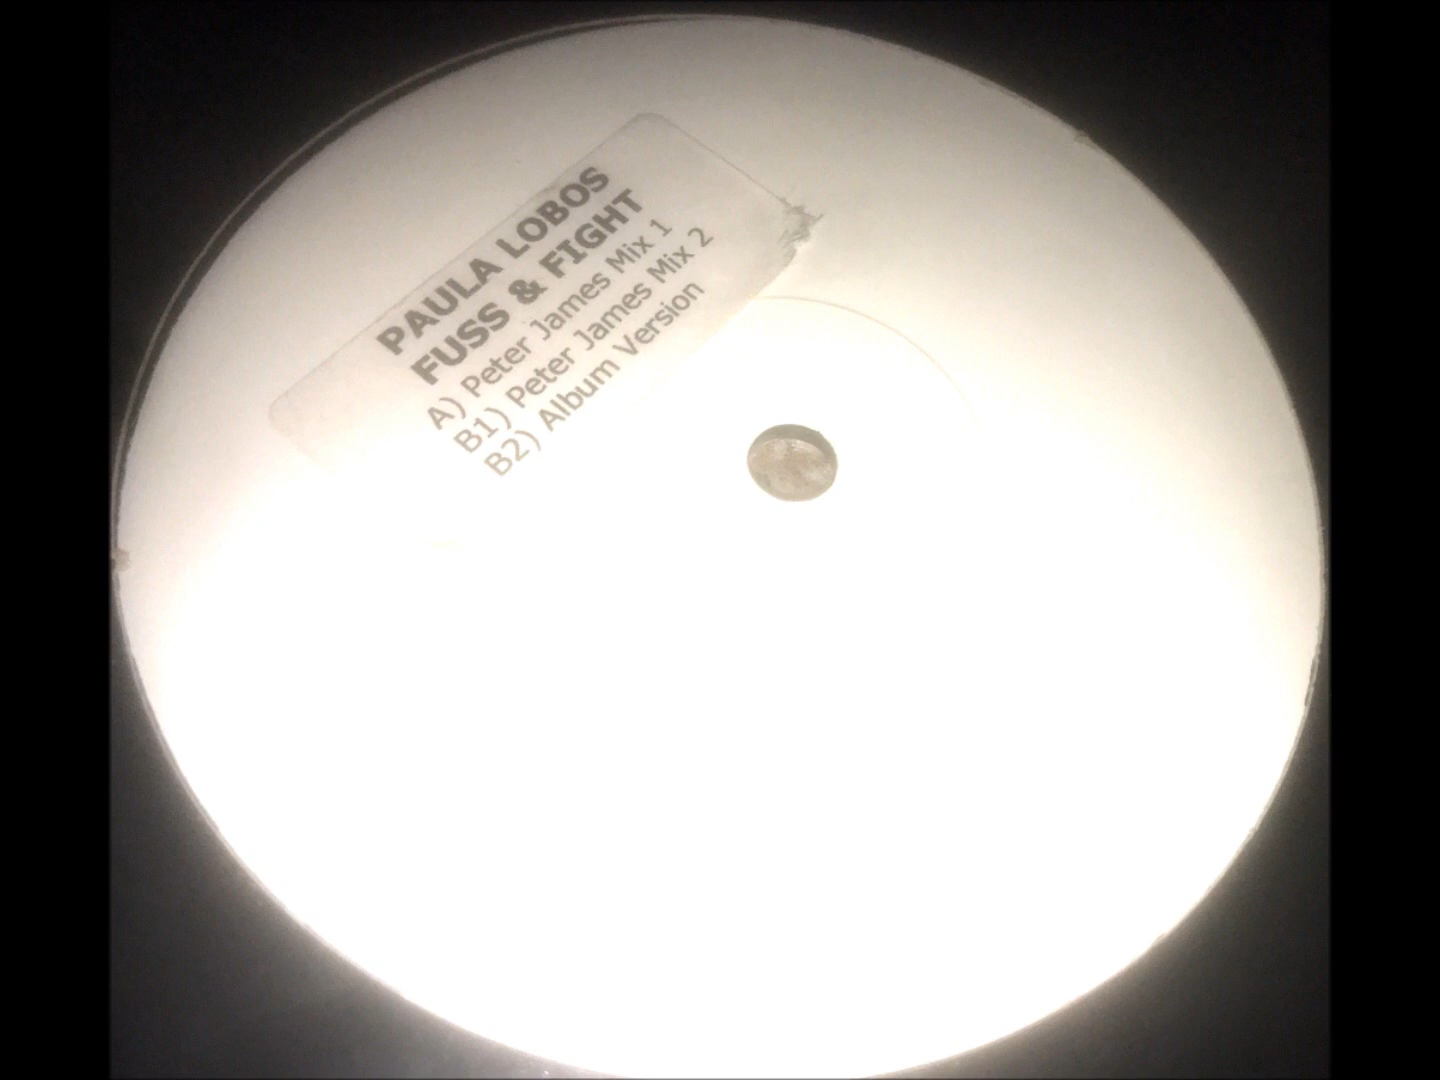 PAULA LOBOS
FUSS & FIGHT
A) Peter James Mix 1
B1) Peter James Mix 2
B2) Album Version